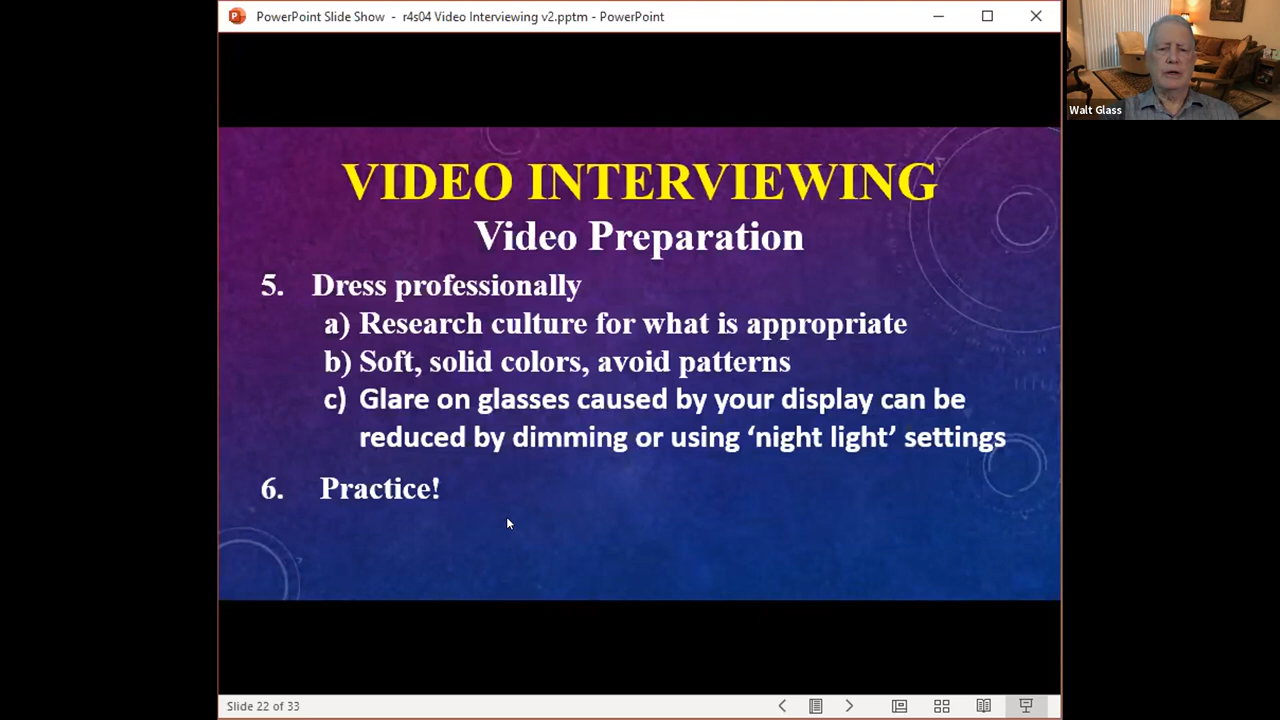 PowerPoint Slide Show - r4s04 Video Interviewing v2.pptm - PowerPoint
Walt Glass
VIDEO INTERVIEWING
Video Preparation
5. Dress professionally
a) Research culture for what is appropriate
b) Soft, solid colors, avoid patterns
c) Glare on glasses caused by your display can be
reduced by dimming or using ‘night light’ settings
6. Practice!
Slide 22 of 33